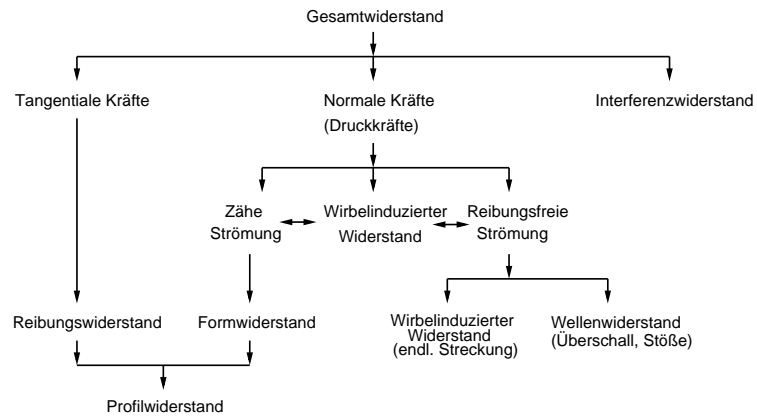 Gesamtwiderstand
Tangentiale Kräfte
Normale Kräfte
(Druckkräfte)
Interferenzwiderstand
Zähe
Strömung
Wirbelinduzierter
Widerstand
Reibungsfreie
Strömung
Reibungswiderstand
Formwiderstand
Wirbelinduzierter
Widerstand
(endl. Streckung)
Wellenwiderstand
(Überschall, Stöße)
Profilwiderstand